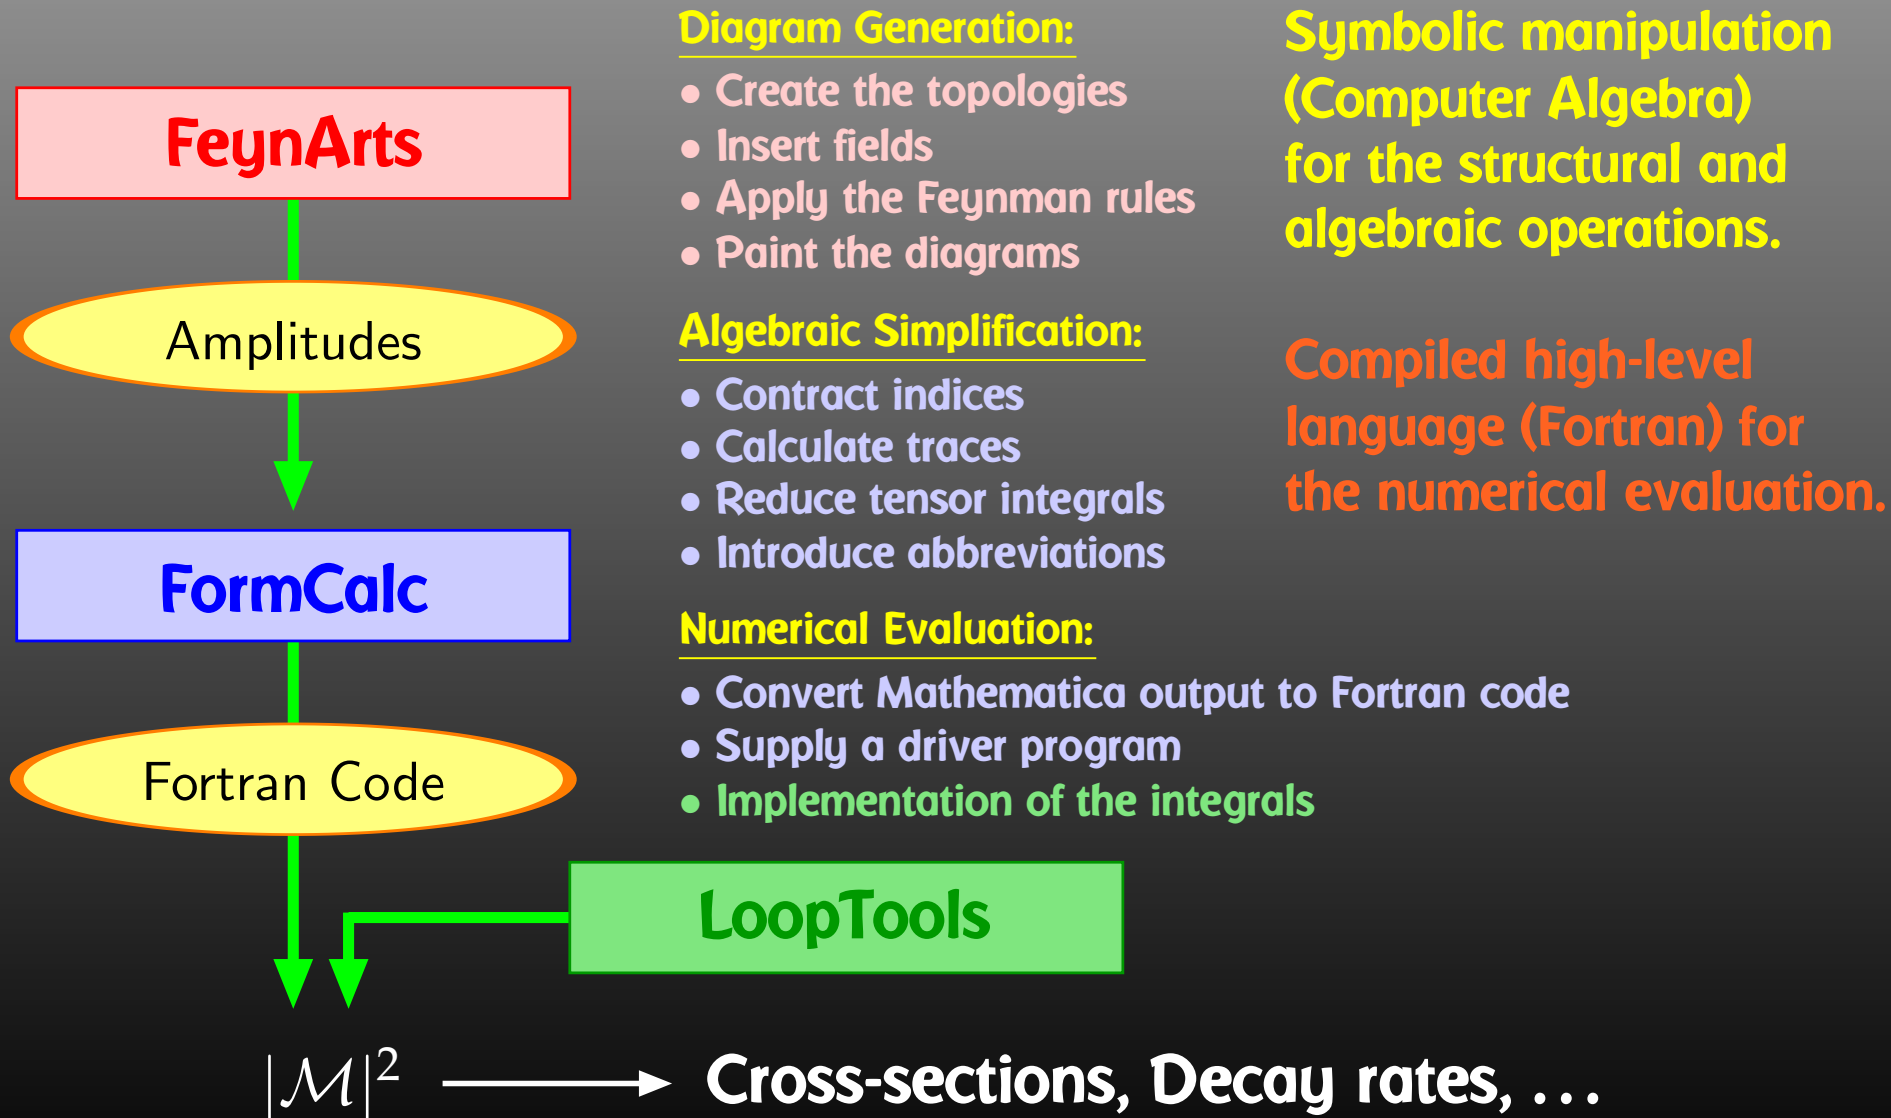 FeynArts
Amplitudes
FormCalc
Fortran Code
LoopTools
Diagram Generation:
• Create the topologies
• Insert fields
• Apply the Feynman rules
• Paint the diagrams
Algebraic Simplification:
• Contract indices
• Calculate traces
• Reduce tensor integrals
• Introduce abbreviations
Numerical Evaluation:
• Convert Mathematica output to Fortran code
• Supply a driver program
• Implementation of the integrals
Symbolic manipulation
(Computer Algebra)
for the structural and
algebraic operations.
Compiled high-level
language (Fortran) for
the numerical evaluation.
|ℳ|² ⟶ Cross-sections, Decay rates, ...